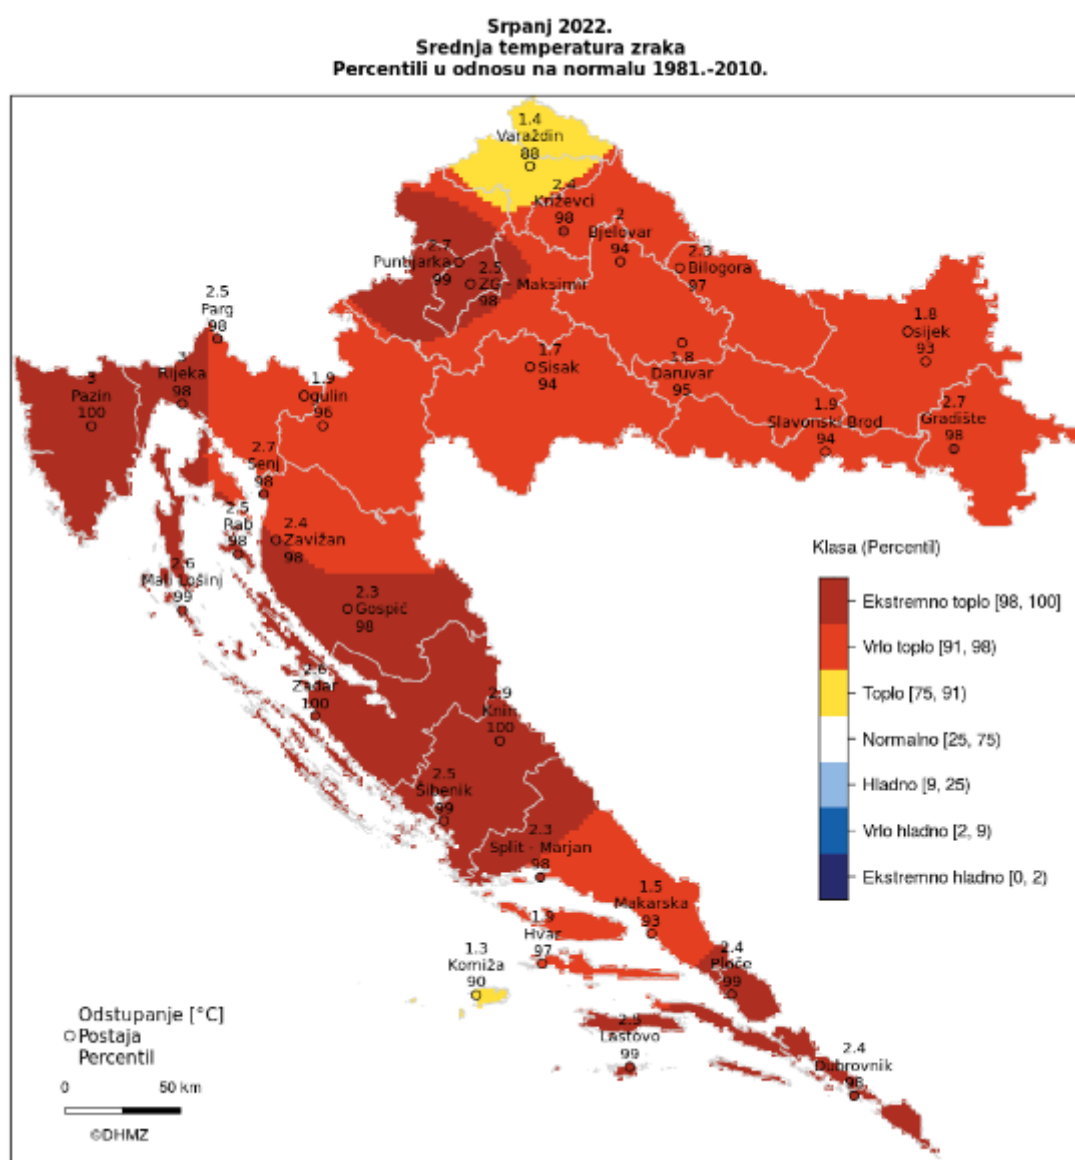 Srpanj 2022.
Srednja temperatura zraka
Percentili u odnosu na normalu 1981.-2010.
1.4
Varaždin
88
2.4
Križevci
98
2
Bjelovar
94
2.7
Puntijarka
99
2.5
ZG - Maksimir
98
2.3
Bilogora
97
2.5
Parg
98
1.8
Osijek
93
3
Pazin
100
3
Rijeka
98
1.9
Ogulin
96
1.7
Sisak
94
1.8
Daruvar
95
1.9
Slavonski Brod
94
2.7
Gradište
98
2.7
Senj
98
2.5
Rab
98
2.4
Zavižan
98
2.6
Mali Lošinj
99
2.3
Gospić
98
2.6
Zadar
100
2.9
Knin
100
2.5
Šibenik
99
2.3
Split - Marjan
98
1.5
Makarska
93
1.9
Hvar
97
1.3
Komiža
90
2.4
Ploče
99
2.5
Lastovo
99
2.4
Dubrovnik
98
Klasa (Percentil)
Ekstremno toplo [98, 100]
Vrlo toplo [91, 98)
Toplo [75, 91)
Normalno [25, 75)
Hladno [9, 25)
Vrlo hladno [2, 9)
Ekstremno hladno [0, 2)
Odstupanje [°C]
Postaja
Percentil
0 50 km
©DHMZ